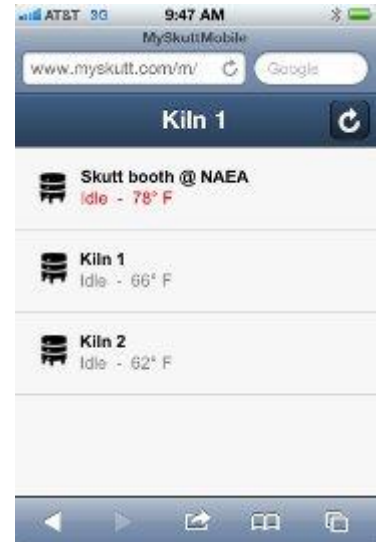 AT&T 3G 9:47 AM
MySkuttMobile
www.myskutt.com/m/ Google
Kiln 1
Skutt booth @ NAEA
Idle - 78° F
Kiln 1
Idle - 66° F
Kiln 2
Idle - 62° F